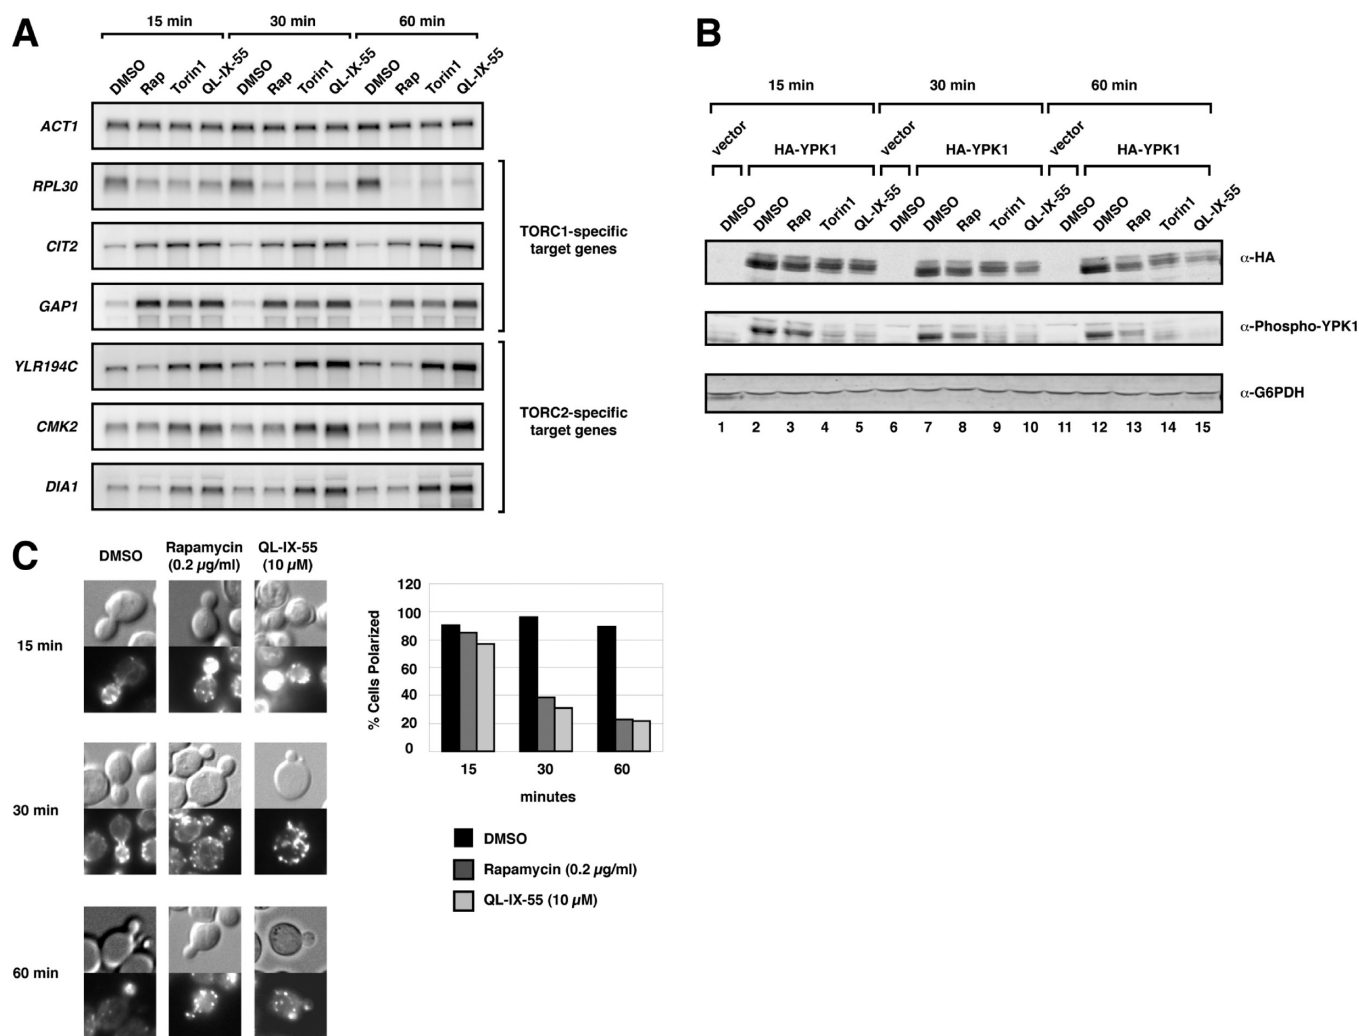 A
15 min
30 min
60 min
DMSO
Rap
Torin1
QL-IX-55
DMSO
Rap
Torin1
QL-IX-55
DMSO
Rap
Torin1
QL-IX-55
ACT1
RPL30
CIT2
GAP1
TORC1-specific
target genes
YLR194C
CMK2
DIA1
TORC2-specific
target genes
B
15 min
30 min
60 min
vector
HA-YPK1
vector
HA-YPK1
vector
HA-YPK1
DMSO
DMSO
Rap
Torin1
QL-IX-55
DMSO
DMSO
Rap
Torin1
QL-IX-55
DMSO
DMSO
Rap
Torin1
QL-IX-55
α-HA
α-Phospho-YPK1
α-G6PDH
1 2 3 4 5 6 7 8 9 10 11 12 13 14 15
C
DMSO
Rapamycin
(0.2 µg/ml)
QL-IX-55
(10 µM)
15 min
30 min
60 min
% Cells Polarized
120
100
80
60
40
20
0
15 30 60
minutes
DMSO
Rapamycin (0.2 µg/ml)
QL-IX-55 (10 µM)